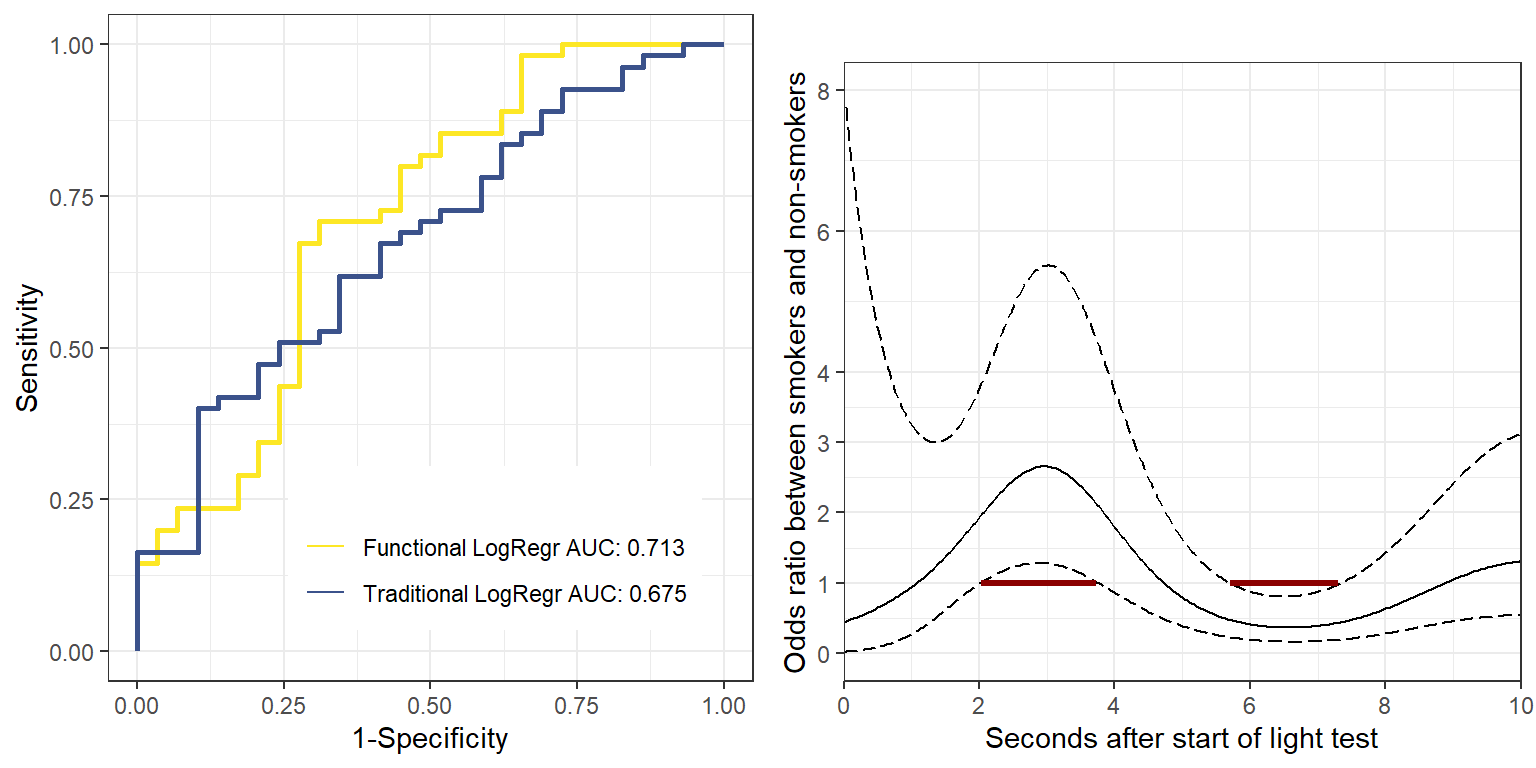 1.00
0.75
0.50
0.25
0.00
Sensitivity
Functional LogRegr AUC: 0.713
Traditional LogRegr AUC: 0.675
0.00 0.25 0.50 0.75 1.00
1-Specificity
Odds ratio between smokers and non-smokers
8
6
4
3
2
1
0
0 2 4 6 8 10
Seconds after start of light test